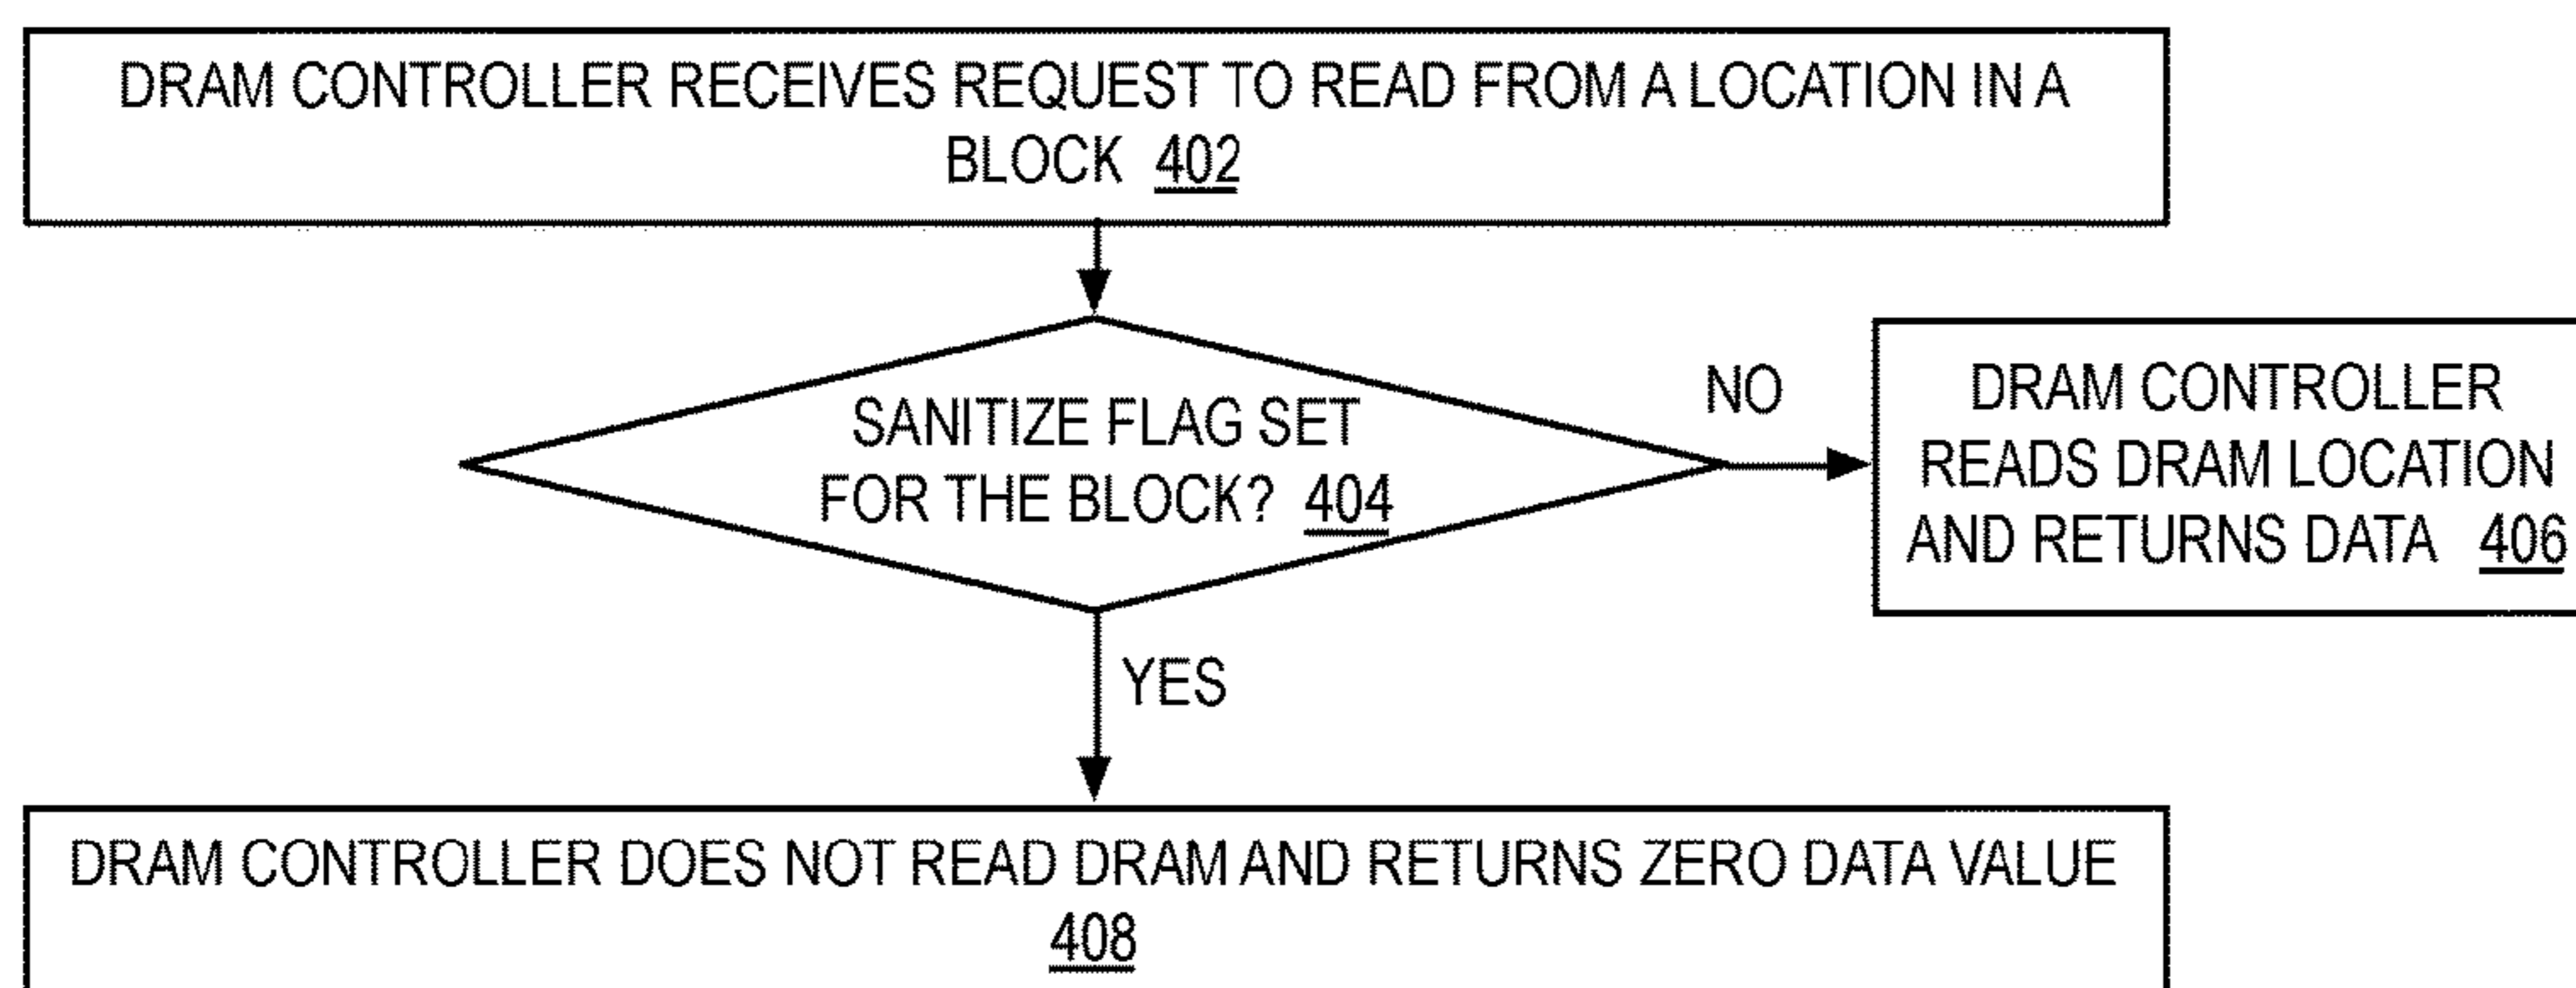 DRAM CONTROLLER RECEIVES REQUEST TO READ FROM A LOCATION IN A
BLOCK 402
SANITIZE FLAG SET
FOR THE BLOCK? 404
NO
DRAM CONTROLLER
READS DRAM LOCATION
AND RETURNS DATA 406
YES
DRAM CONTROLLER DOES NOT READ DRAM AND RETURNS ZERO DATA VALUE
408